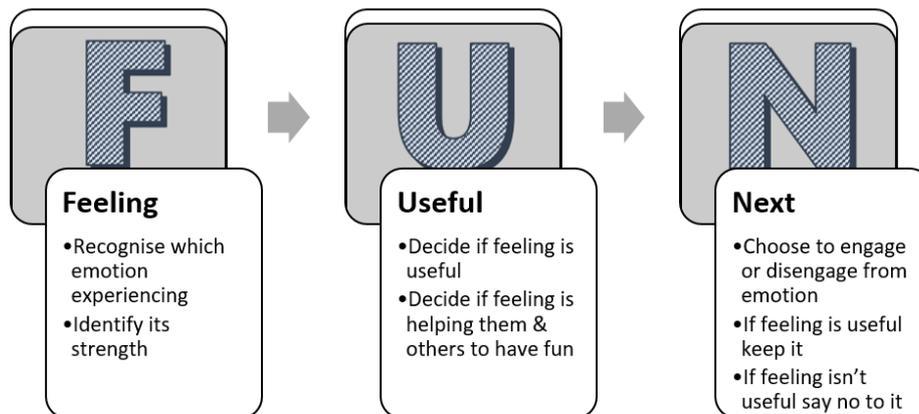 F
Feeling
•Recognise which
emotion
experiencing
•Identify its
strength
U
Useful
•Decide if feeling is
useful
•Decide if feeling is
helping them &
others to have fun
N
Next
•Choose to engage
or disengage from
emotion
•If feeling is useful
keep it
•If feeling isn't
useful say no to it